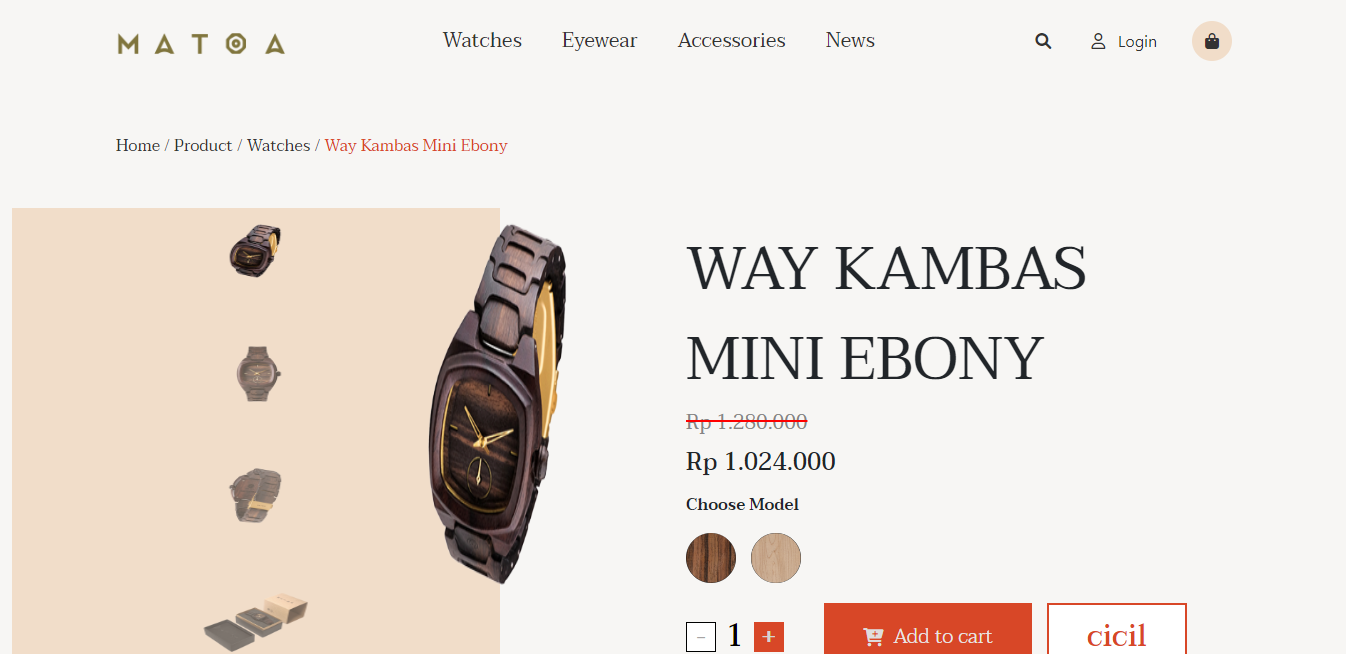 MATOA
Watches Eyewear Accessories News
Login
Home / Product / Watches / Way Kambas Mini Ebony
WAY KAMBAS
MINI EBONY
Rp 1.280.000
Rp 1.024.000
Choose Model
- 1 +
Add to cart
cicil